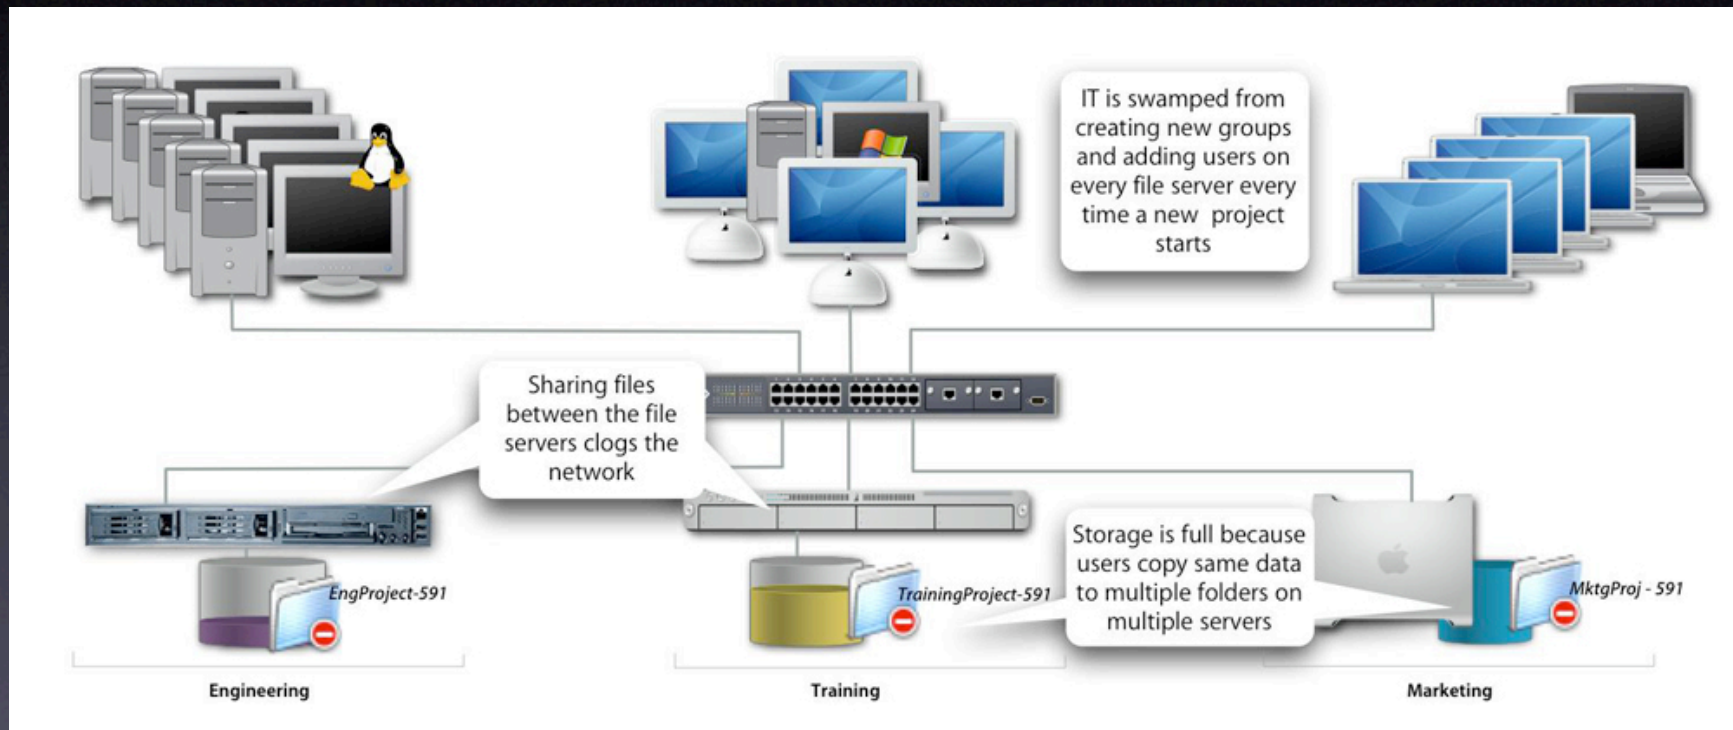 IT is swamped from
creating new groups
and adding users on
every file server every
time a new project
starts
Sharing files
between the file
servers clogs the
network
Storage is full because
users copy same data
to multiple folders on
multiple servers
EngProject-591
TrainingProject-591
MktgProj - 591
Engineering
Training
Marketing